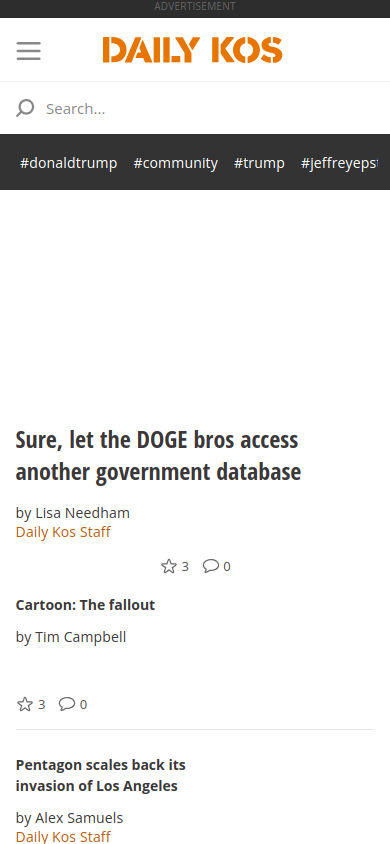 ADVERTISEMENT
DAILY KOS
Search...
#donaldtrump #community #trump #jeffreyepst
Sure, let the DOGE bros access
another government database
by Lisa Needham
Daily Kos Staff
3 0
Cartoon: The fallout
by Tim Campbell
3 0
Pentagon scales back its
invasion of Los Angeles
by Alex Samuels
Daily Kos Staff